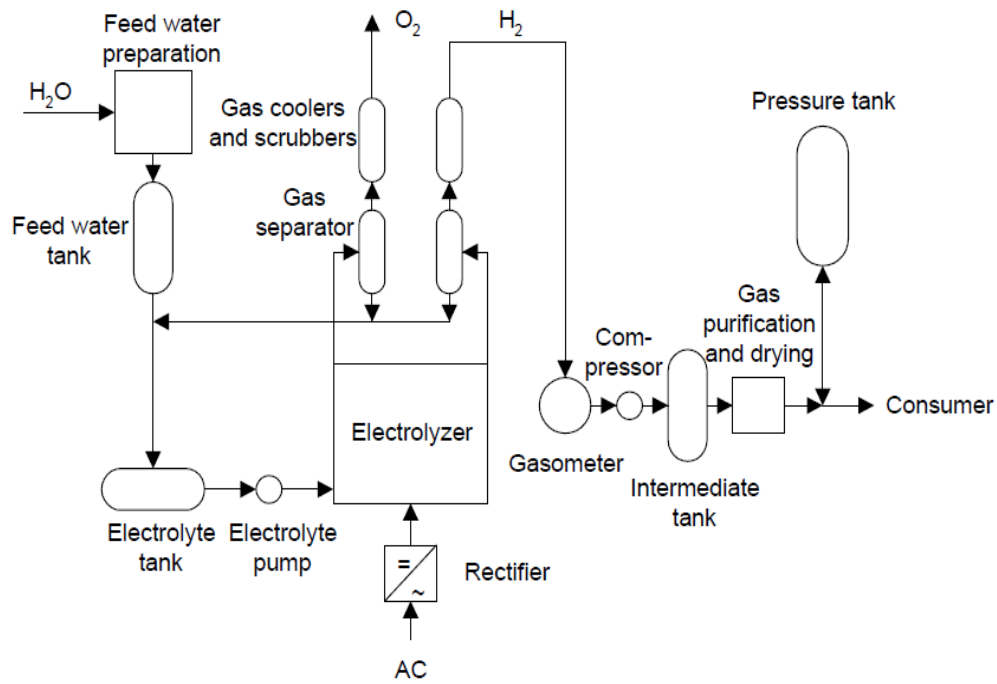 Feed water
preparation
O2
H2
H2O
Gas coolers
and scrubbers
Pressure tank
Gas
separator
Feed water
tank
Gas
purification
and drying
Com-
pressor
Consumer
Electrolyzer
Gasometer
Intermediate
tank
Electrolyte
tank
Electrolyte
pump
=
~
Rectifier
AC